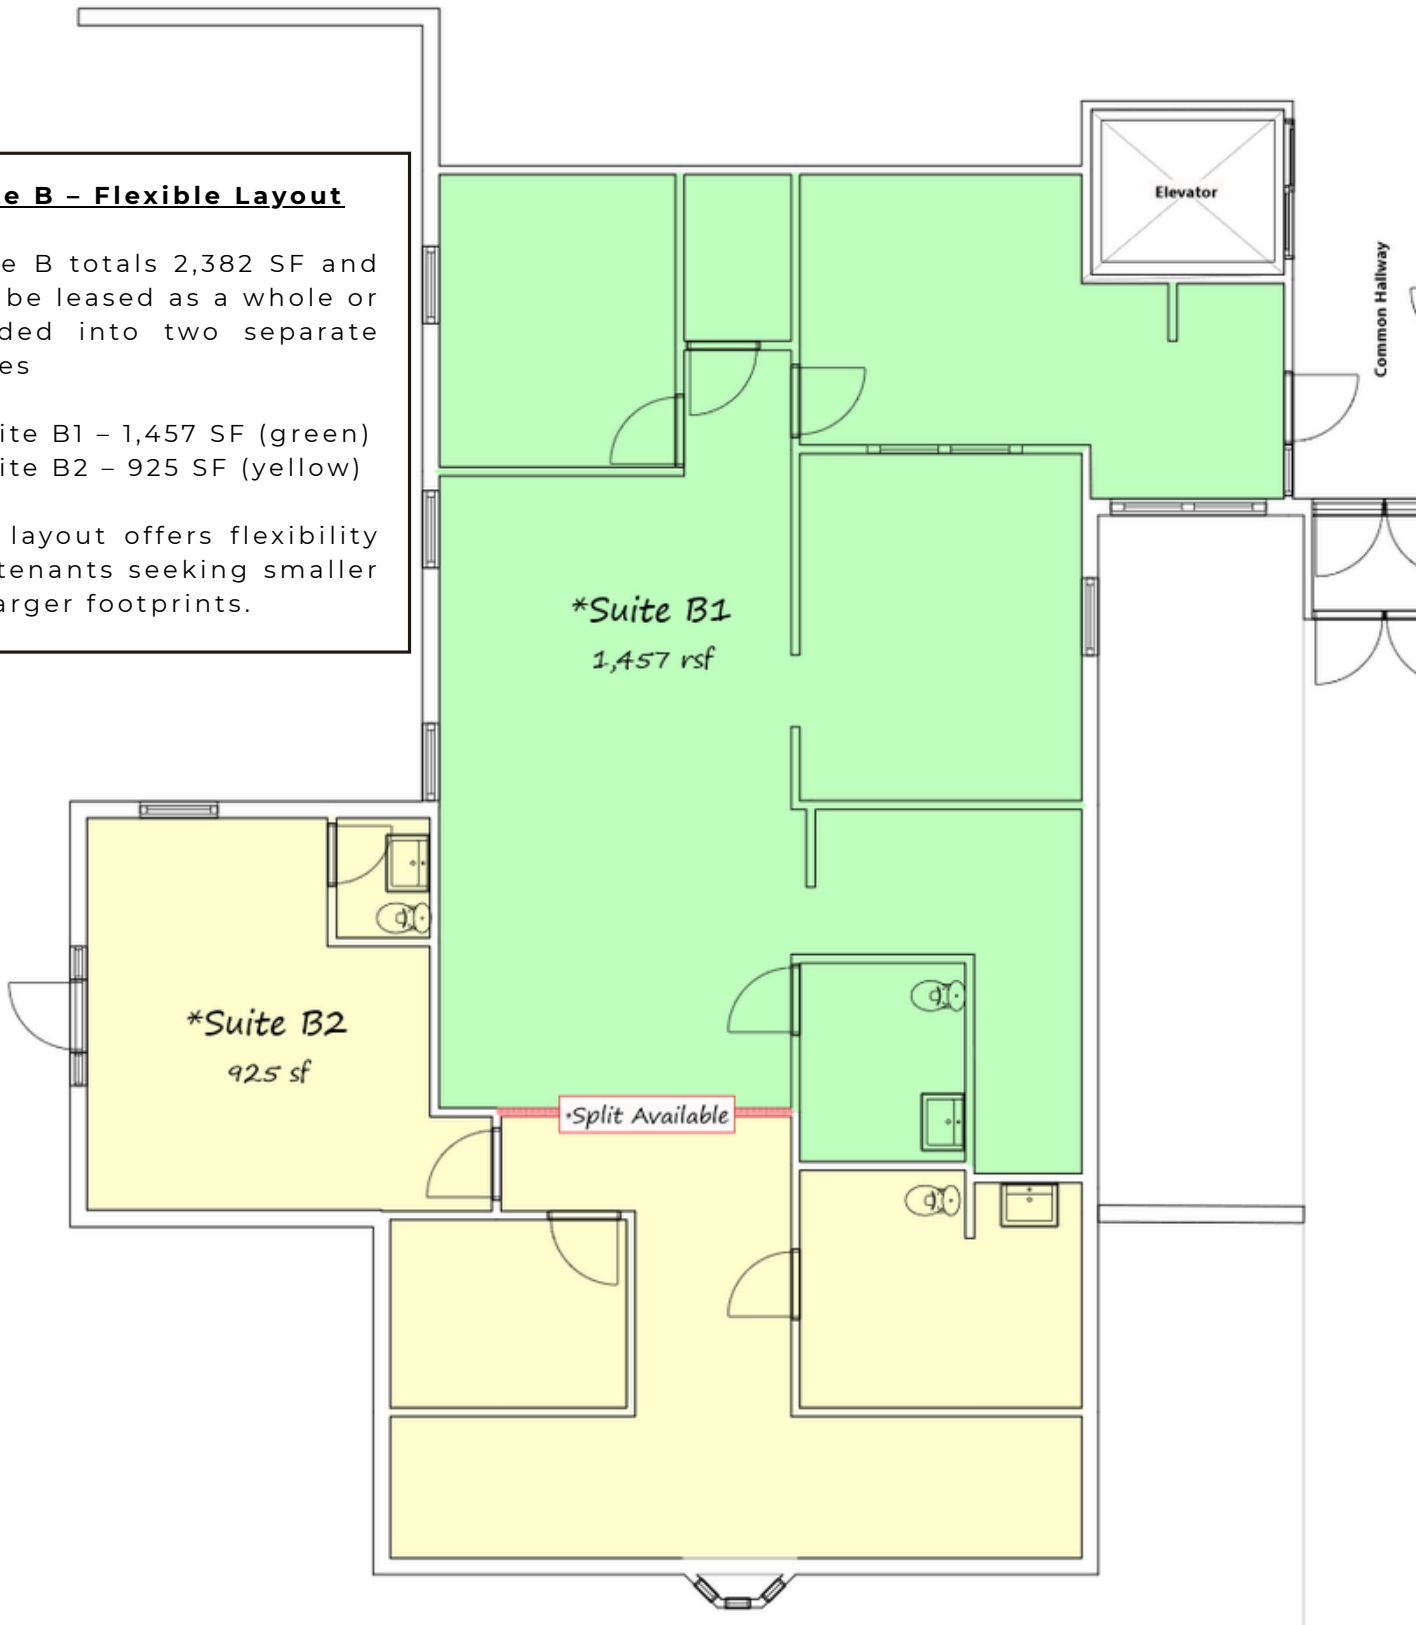 e B – Flexible Layout
e B totals 2,382 SF and
be leased as a whole or
ded into two separate
es
ite B1 – 1,457 SF (green)
ite B2 – 925 SF (yellow)
layout offers flexibility
tenants seeking smaller
arger footprints.
Elevator
Common Hallway
*Suite B1
1,457 rsf
*Suite B2
925 sf
*Split Available